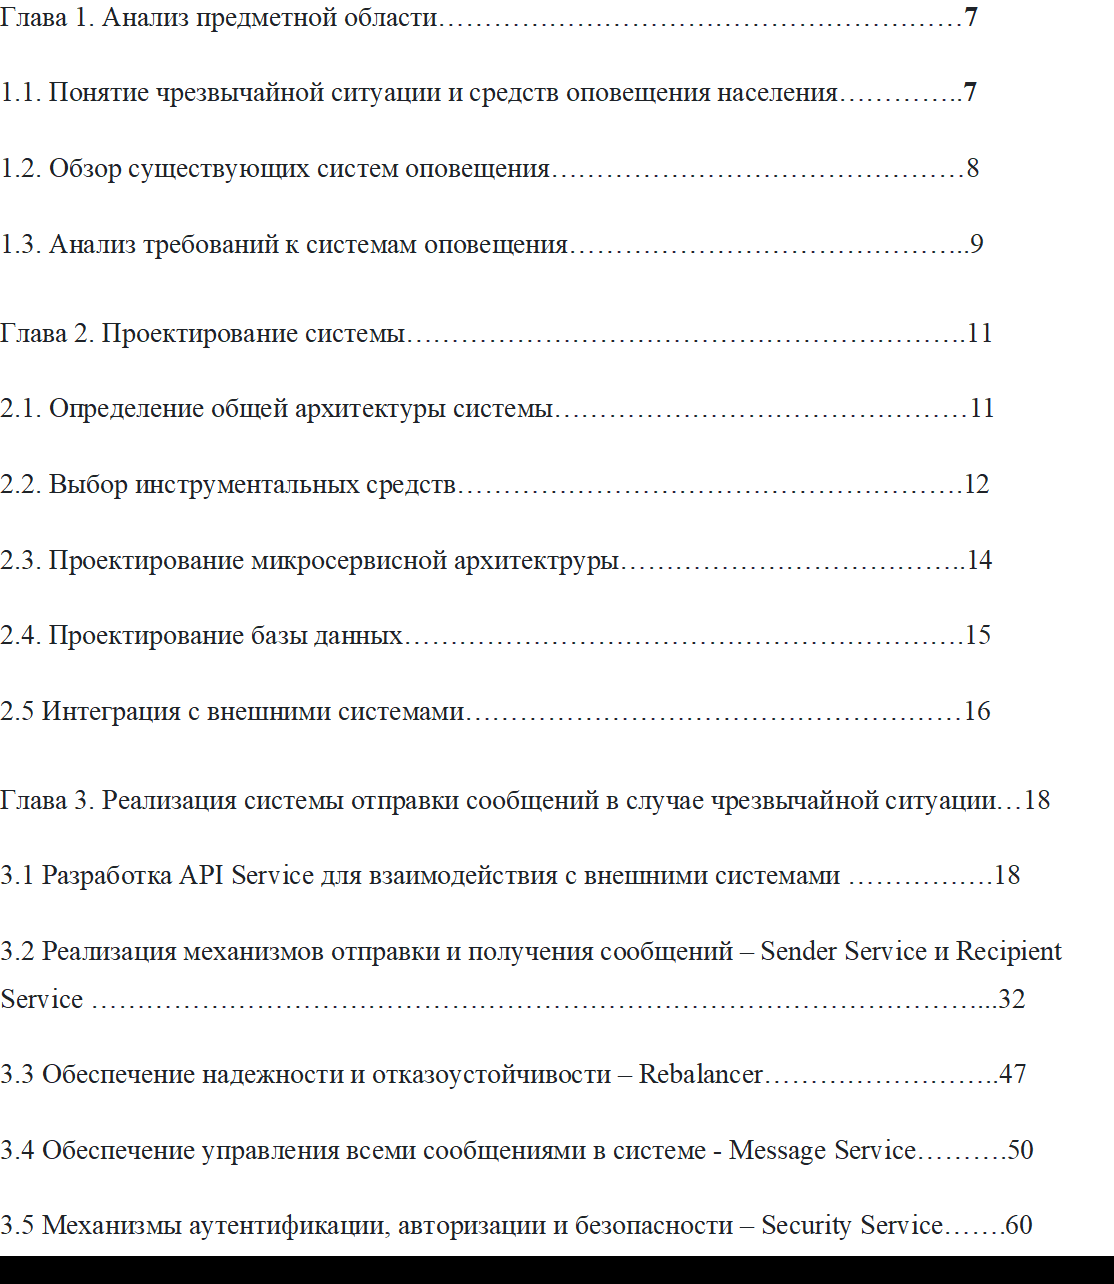 Глава 1. Анализ предметной области…………………………………………………7
1.1. Понятие чрезвычайной ситуации и средств оповещения населения…………..7
1.2. Обзор существующих систем оповещения………………………………………8
1.3. Анализ требований к системам оповещения……………………………………..9
Глава 2. Проектирование системы…………………………………………………….11
2.1. Определение общей архитектуры системы………………………………………11
2.2. Выбор инструментальных средств………………………………………………12
2.3. Проектирование микросервисной архитектруры………………………………..14
2.4. Проектирование базы данных……………………………………………………15
2.5 Интеграция с внешними системами………………………………………………16
Глава 3. Реализация системы отправки сообщений в случае чрезвычайной ситуации…18
3.1 Разработка API Service для взаимодействия с внешними системами …………….18
3.2 Реализация механизмов отправки и получения сообщений – Sender Service и Recipient
Service ……………………………………………………………………………………...32
3.3 Обеспечение надежности и отказоустойчивости – Rebalancer……………………..47
3.4 Обеспечение управления всеми сообщениями в системе - Message Service……….50
3.5 Механизмы аутентификации, авторизации и безопасности – Security Service…….60